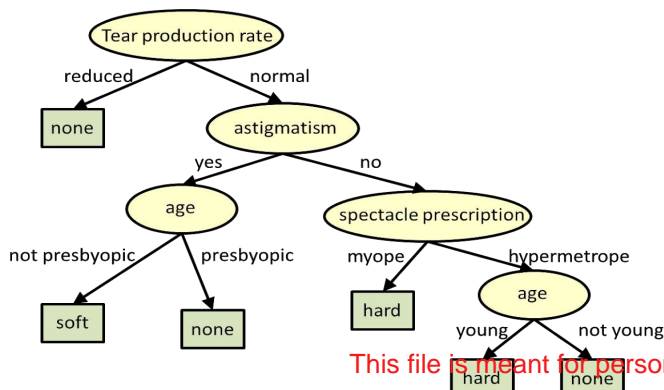 Tear production rate
reduced normal
none
astigmatism
yes no
age
spectacle prescription
not presbyopic presbyopic
myope hypermetrope
soft
none
hard
age
young not young
This file is meant for perso
hard none